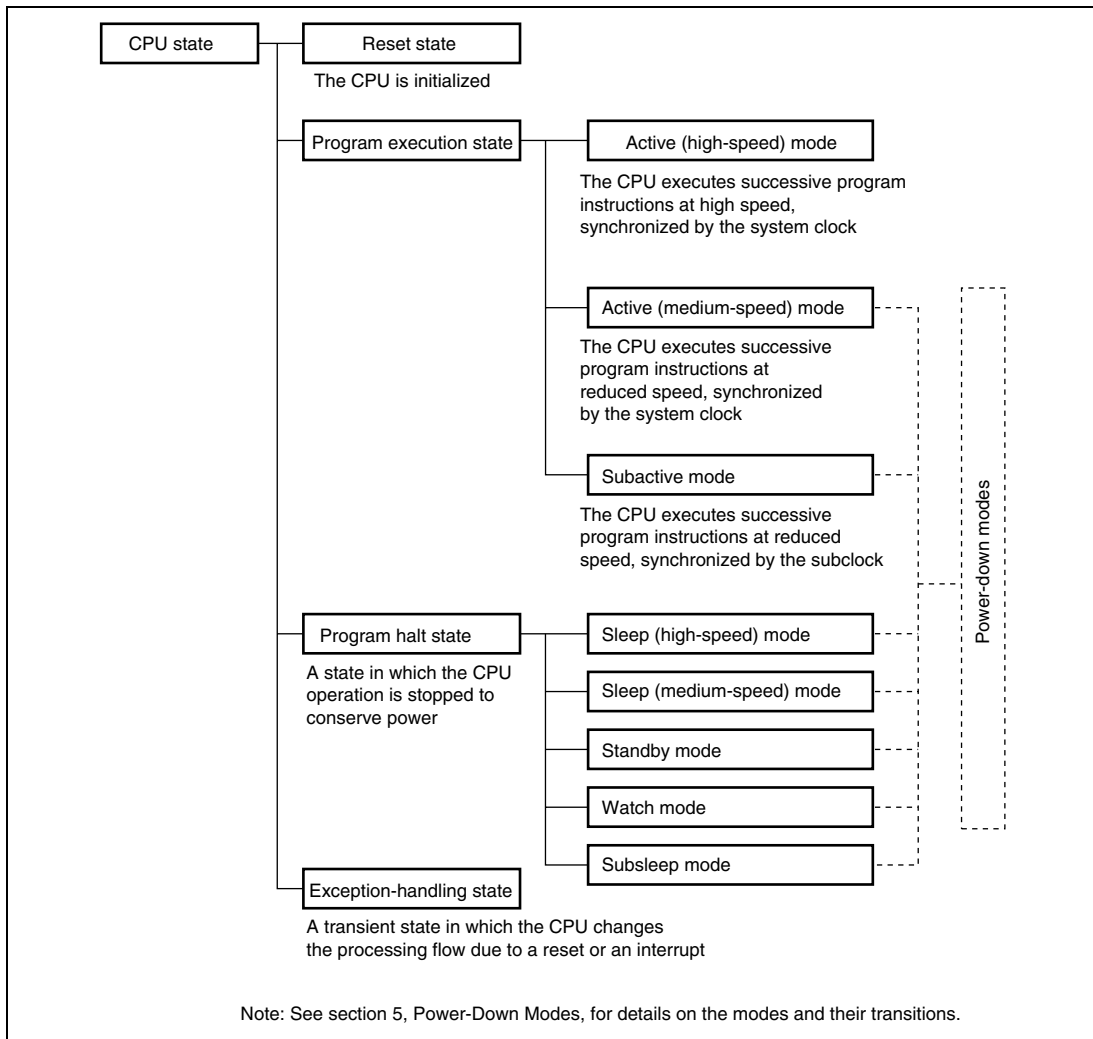 CPU state
Reset state
The CPU is initialized
Program execution state
Active (high-speed) mode
The CPU executes successive program
instructions at high speed,
synchronized by the system clock
Active (medium-speed) mode
The CPU executes successive
program instructions at
reduced speed, synchronized
by the system clock
Subactive mode
The CPU executes successive
program instructions at reduced
speed, synchronized by the subclock
Power-down modes
Program halt state
A state in which the CPU
operation is stopped to
conserve power
Sleep (high-speed) mode
Sleep (medium-speed) mode
Standby mode
Watch mode
Subsleep mode
Exception-handling state
A transient state in which the CPU changes
the processing flow due to a reset or an interrupt
Note: See section 5, Power-Down Modes, for details on the modes and their transitions.